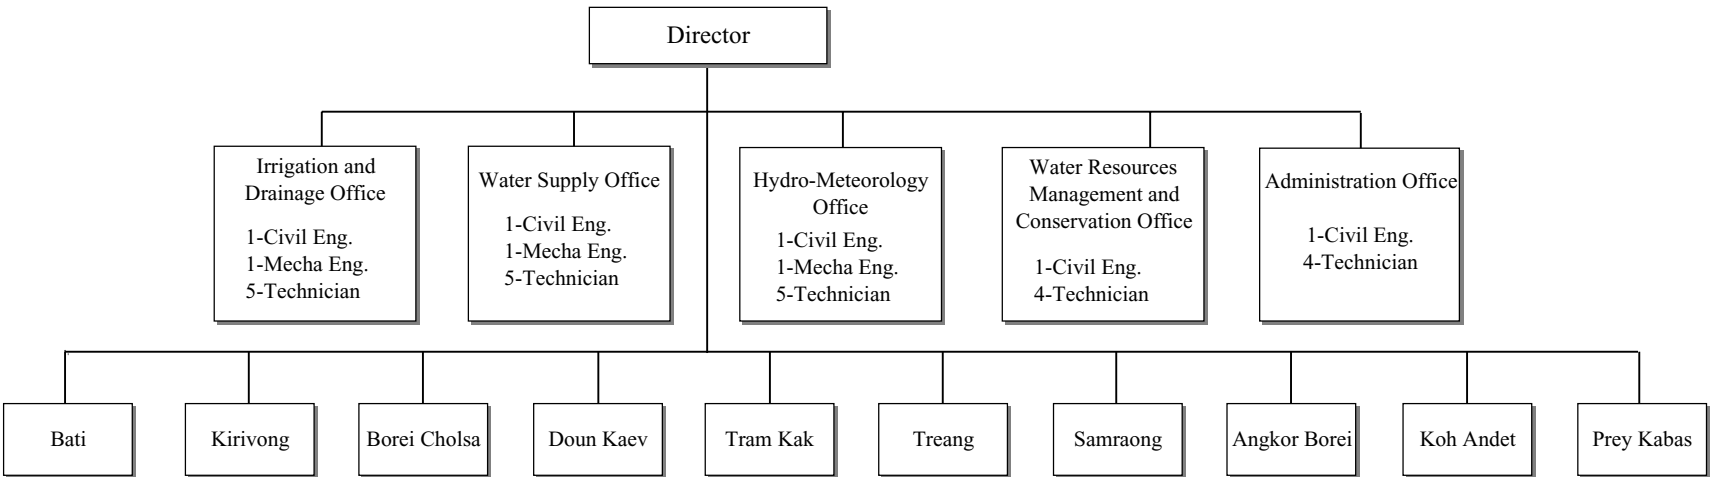 Director
Irrigation and
Drainage Office
1-Civil Eng.
1-Mecha Eng.
5-Technician
Water Supply Office
1-Civil Eng.
1-Mecha Eng.
5-Technician
Hydro-Meteorology
Office
1-Civil Eng.
1-Mecha Eng.
5-Technician
Water Resources
Management and
Conservation Office
1-Civil Eng.
4-Technician
Administration Office
1-Civil Eng.
4-Technician
Bati
Kirivong
Borei Cholsa
Doun Kaev
Tram Kak
Treang
Samraong
Angkor Borei
Koh Andet
Prey Kabas